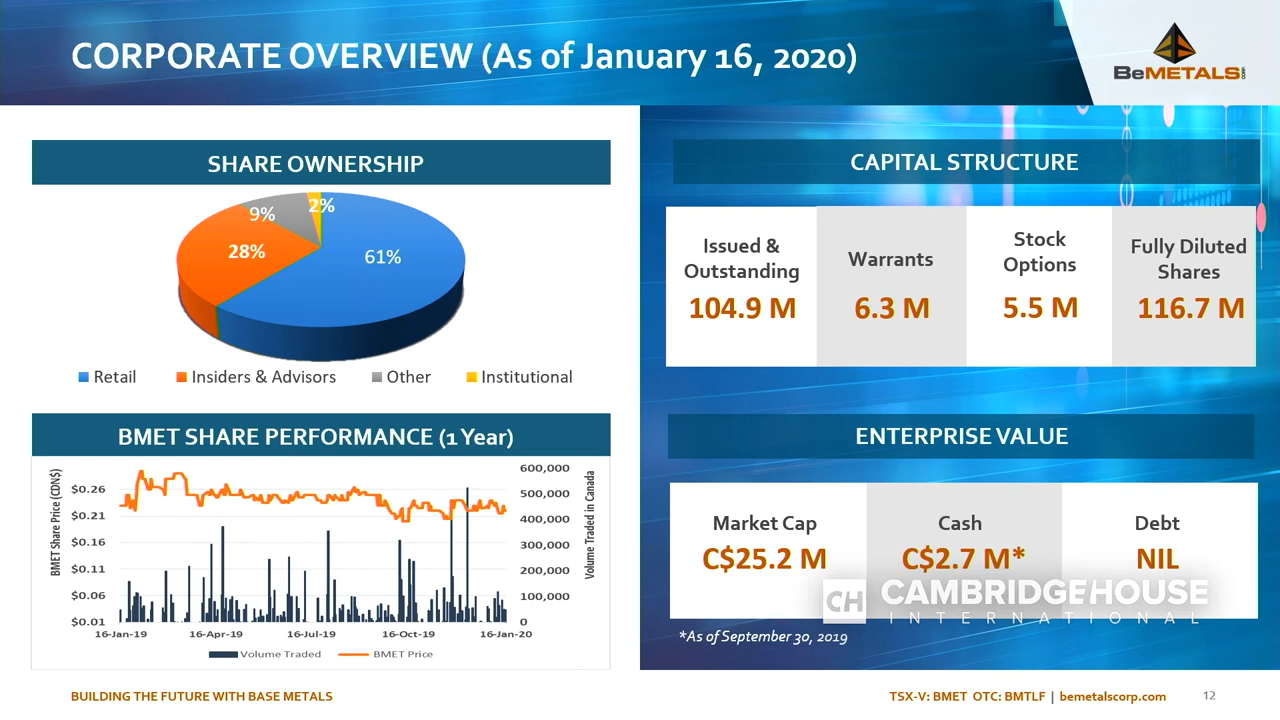 CORPORATE OVERVIEW (As of January 16, 2020)
BeMETALS CORP.
SHARE OWNERSHIP
2%
9%
28%
61%
Retail Insiders & Advisors Other Institutional
BMET SHARE PERFORMANCE (1 Year)
BMET Share Price (CDN$)
$0.26
$0.21
$0.16
$0.11
$0.06
$0.01
600,000
500,000
400,000
300,000
200,000
100,000
0
Volume Traded in Canada
16-Jan-19 16-Apr-19 16-Jul-19 16-Oct-19 16-Jan-20
Volume Traded BMET Price
CAPITAL STRUCTURE
Issued &
Outstanding
104.9 M
Warrants
6.3 M
Stock
Options
5.5 M
Fully Diluted
Shares
116.7 M
ENTERPRISE VALUE
Market Cap
C$25.2 M
Cash
C$2.7 M*
Debt
NIL
CH CAMBRIDGEHOUSE
INTERNATIONAL
*As of September 30, 2019
BUILDING THE FUTURE WITH BASE METALS
TSX-V: BMET OTC: BMTLF | bemetalscorp.com
12